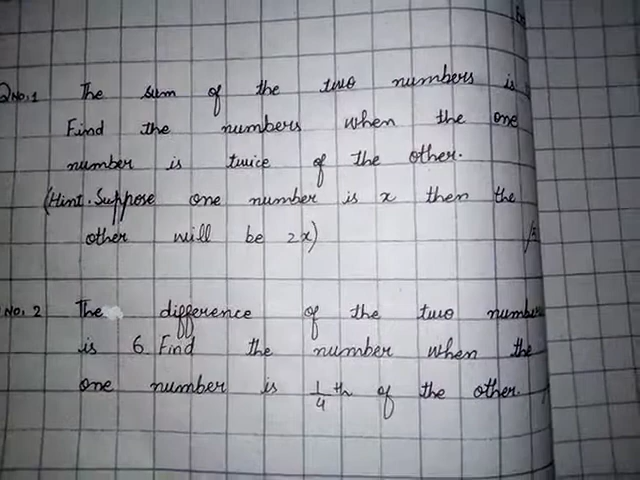 QNo.1 The sum of the two numbers is
Find the numbers when the one
number is twice of the other.
(Hint. Suppose one number is x then the
other will be 2x)
No. 2 The difference of the two number
is 6. Find the number when the
one number is 1/4 th of the other.